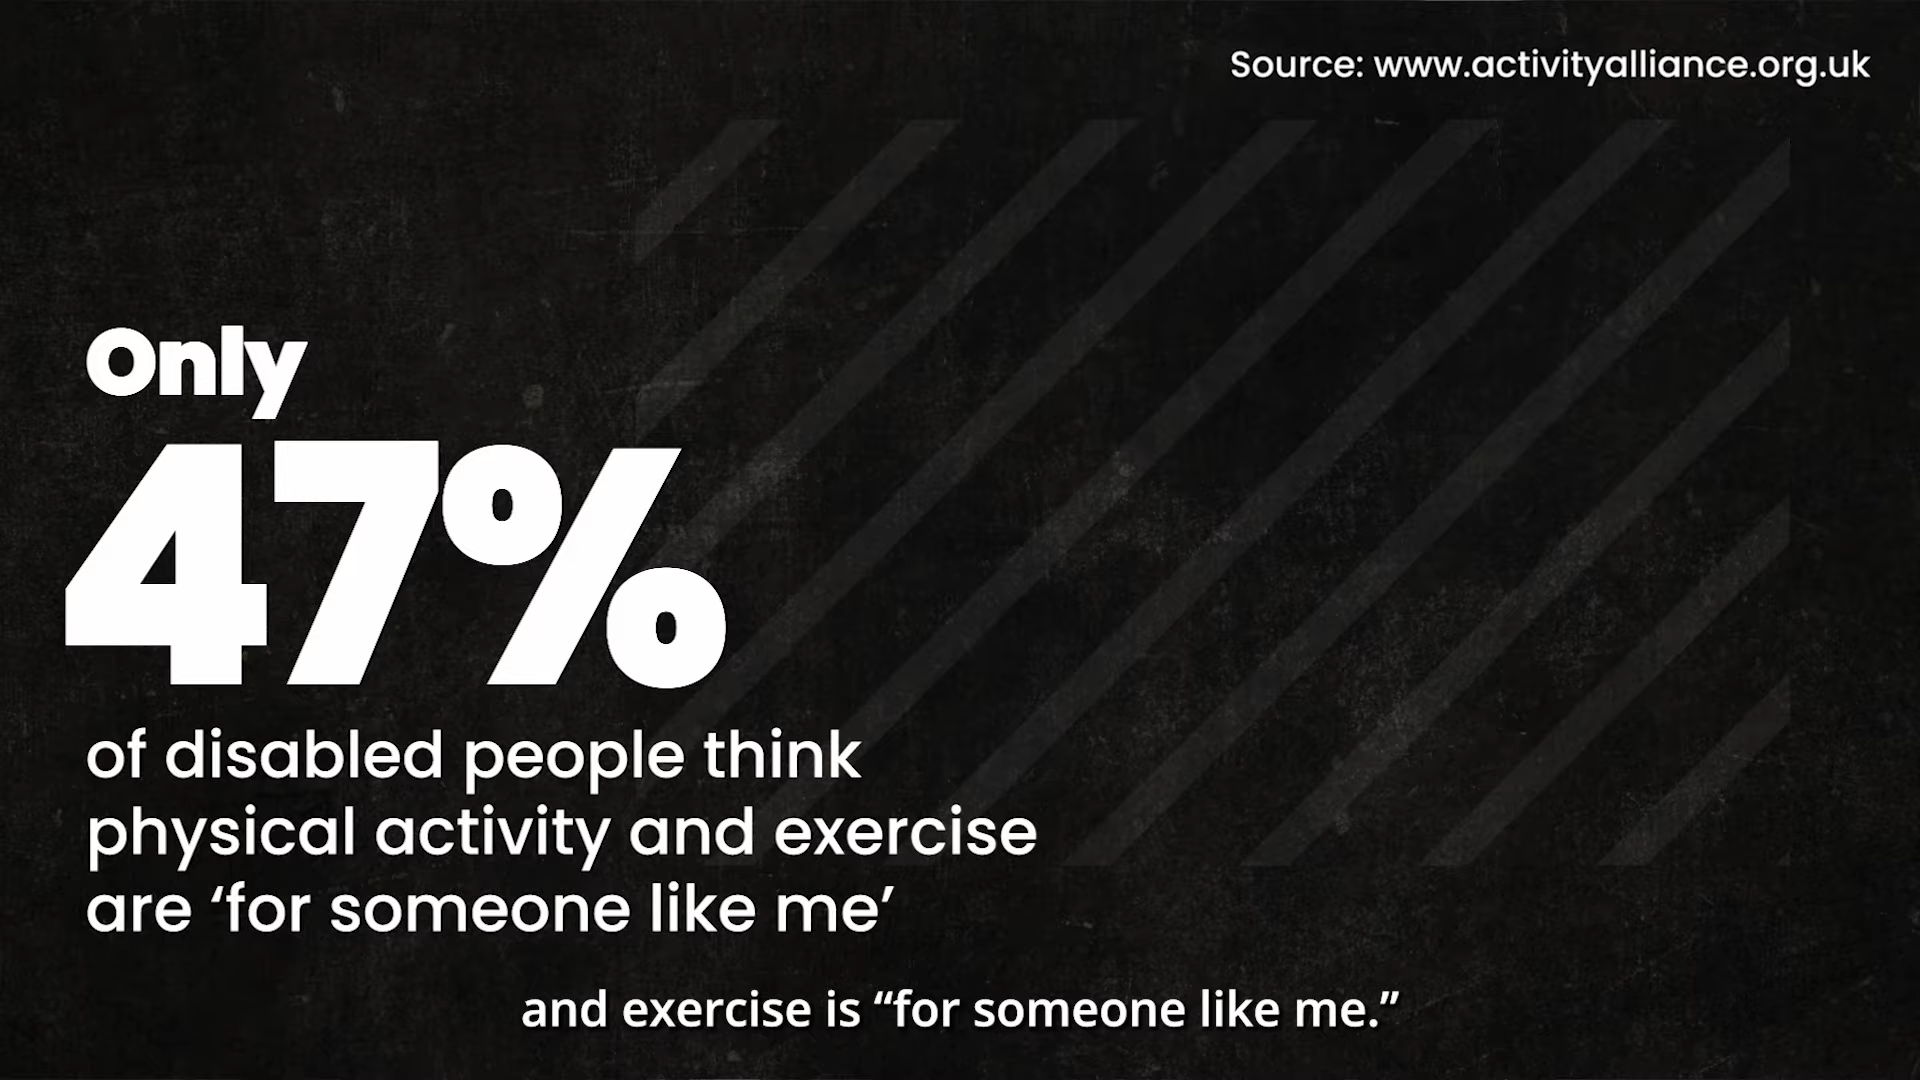 Source: www.activityalliance.org.uk
Only
47%
of disabled people think
physical activity and exercise
are ‘for someone like me’
and exercise is “for someone like me.”